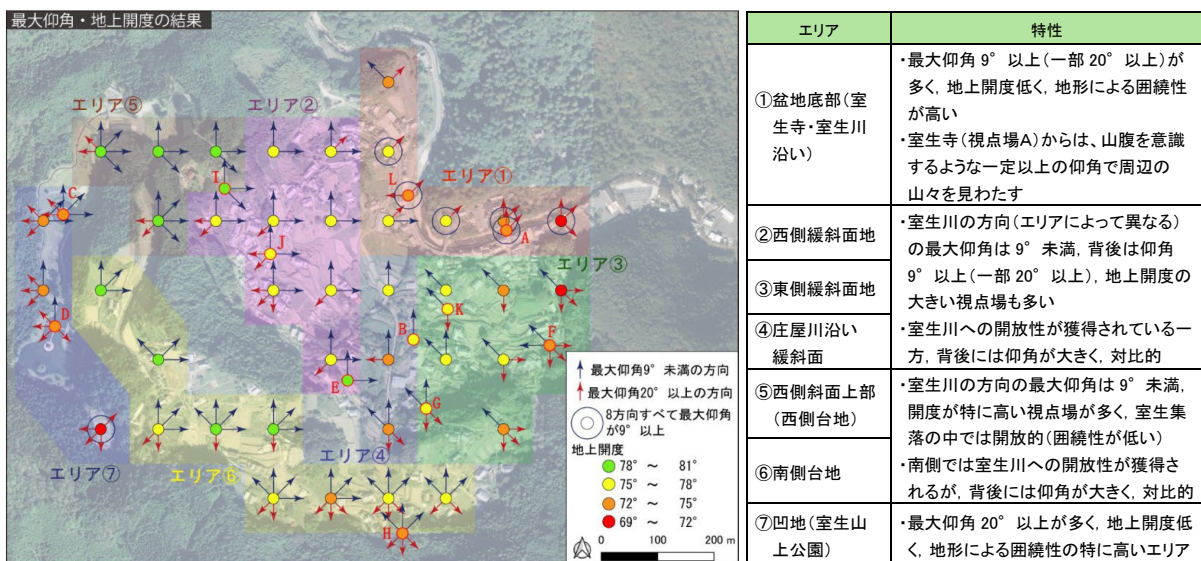 最大仰角・地上開度の結果
エリア⑤
エリア②
エリア①
エリア③
エリア④
エリア⑥
エリア⑦
C
I
L
A
J
D
K
B
F
E
G
H
最大仰角9° 未満の方向
最大仰角20° 以上の方向
8方向すべて最大仰角
が9° 以上
地上開度
78° ～ 81°
75° ～ 78°
72° ～ 75°
69° ～ 72°
0 100 200 m
エリア
特性
①盆地底部(室
生寺・室生川
沿い)
・最大仰角 9° 以上(一部 20° 以上)が
多く, 地上開度低く, 地形による囲繞性
が高い
・室生寺(視点場A)からは、山腹を意識
するような一定以上の仰角で周辺の
山々を見わたす
②西側緩斜面地
③東側緩斜面地
④庄屋川沿い
緩斜面
・室生川の方向(エリアによって異なる)
の最大仰角は 9° 未満, 背後は仰角
9° 以上(一部 20° 以上), 地上開度の
大きい視点場も多い
・室生川への開放性が獲得されている一
方, 背後には仰角が大きく, 対比的
⑤西側斜面上部
(西側台地)
⑥南側台地
・室生川の方向の最大仰角は 9° 未満,
開度が特に高い視点場が多く, 室生集
落の中では開放的(囲繞性が低い)
・南側では室生川への開放性が獲得さ
れるが, 背後には仰角が大きく, 対比的
⑦凹地(室生山
上公園)
・最大仰角 20° 以上が多く, 地上開度低
く, 地形による囲繞性の特に高いエリア